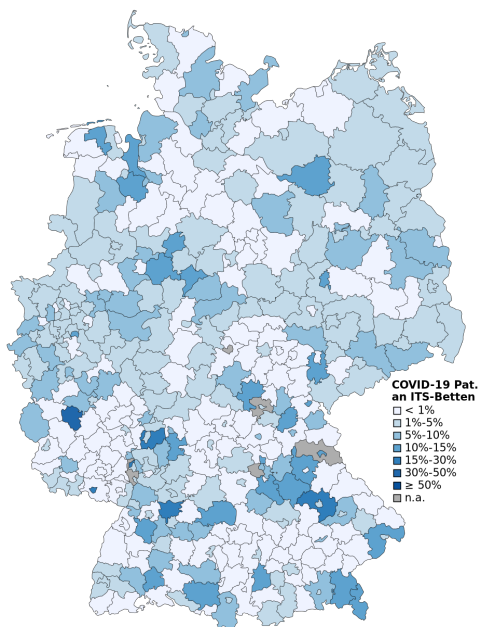 COVID-19 Pat.
an ITS-Betten
< 1%
1%-5%
5%-10%
10%-15%
15%-30%
30%-50%
≥ 50%
n.a.